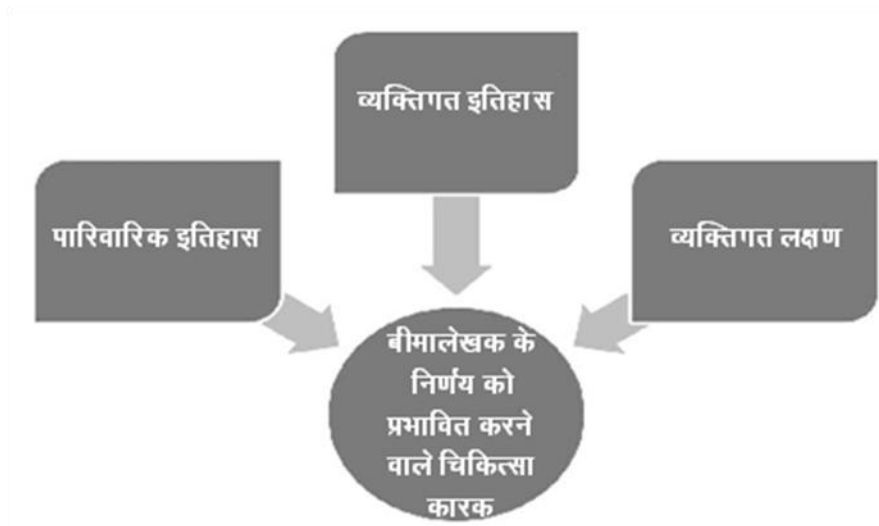 व्यक्तिगत इतिहास
पारिवारिक इतिहास
व्यक्तिगत लक्षण
बीमालेखक के
निर्णय को
प्रभावित करने
वाले चिकित्सा
कारक